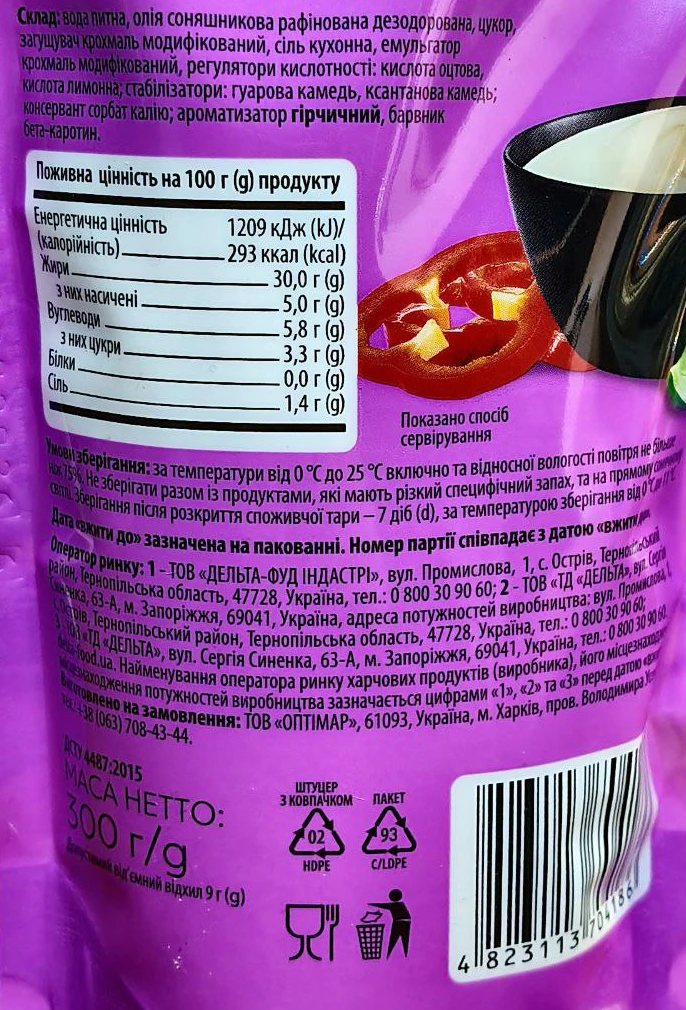 Склад: вода питна, олія соняшникова рафінована дезодорована, цукор,
загущувач крохмаль модифікований, сіль кухонна, емульгатор
крохмаль модифікований, регулятори кислотності: кислота оцтова,
кислота лимонна; стабілізатори: гуарова камедь, ксантанова камедь;
консервант сорбат калію; ароматизатор гірчичний, барвник
бета-каротин.
Поживна цінність на 100 г (g) продукту
Енергетична цінність 1209 кДж (kJ)/
(калорійність) 293 ккал (kcal)
Жири 30,0 г (g)
з них насичені 5,0 г (g)
Вуглеводи 5,8 г (g)
з них цукри 3,3 г (g)
Білки 0,0 г (g)
Сіль 1,4 г (g)
Показано спосіб
сервірування
Умови зберігання: за температури від 0 °C до 25 °C включно та відносної вологості повітря не більше
ніж 75%. Не зберігати разом із продуктами, які мають різкий специфічний запах, та на прямому
світлі. Зберігання після розкриття споживчої тари – 7 діб (d), за температурою зберігання від 0 °C
Дата «вжити до» зазначена на пакованні. Номер партії співпадає з датою «вжити
Оператор ринку: 1 - ТОВ «ДЕЛЬТА-ФУД ІНДАСТРІ», вул. Промислова, 1, с. Острів, Тернопільський
район, Тернопільська область, 47728, Україна, тел.: 0 800 30 90 60; 2 - ТОВ «ТД «ДЕЛЬТА», вул. Сергія
Синенка, 63-А, м. Запоріжжя, 69041, Україна, адреса потужностей виробництва: вул. Промислова,
с. Острів, Тернопільський район, Тернопільська область, 47728, Україна, тел.: 0 800 30 90 60;
3 - ТОВ «ТД «ДЕЛЬТА», вул. Сергія Синенка, 63-А, м. Запоріжжя, 69041, Україна, тел.: 0 800 30 90 60.
delta-food.ua. Найменування оператора ринку харчових продуктів (виробника), його місцезнаходження
місцезнаходження потужностей виробництва зазначається цифрами «1», «2» та «3» перед датою
Виготовлено на замовлення: ТОВ «ОПТІМАР», 61093, Україна, м. Харків, пров. Володимира
тел.: +38 (063) 708-43-44.
ДСТУ 4487:2015
МАСА НЕТТО:
300 г/g
Допустимий від'ємний відхил 9 г (g)
ШТУЦЕР
З КОВПАЧКОМ
02
HDPE
ПАКЕТ
93
C/LDPE
4 823113 704186